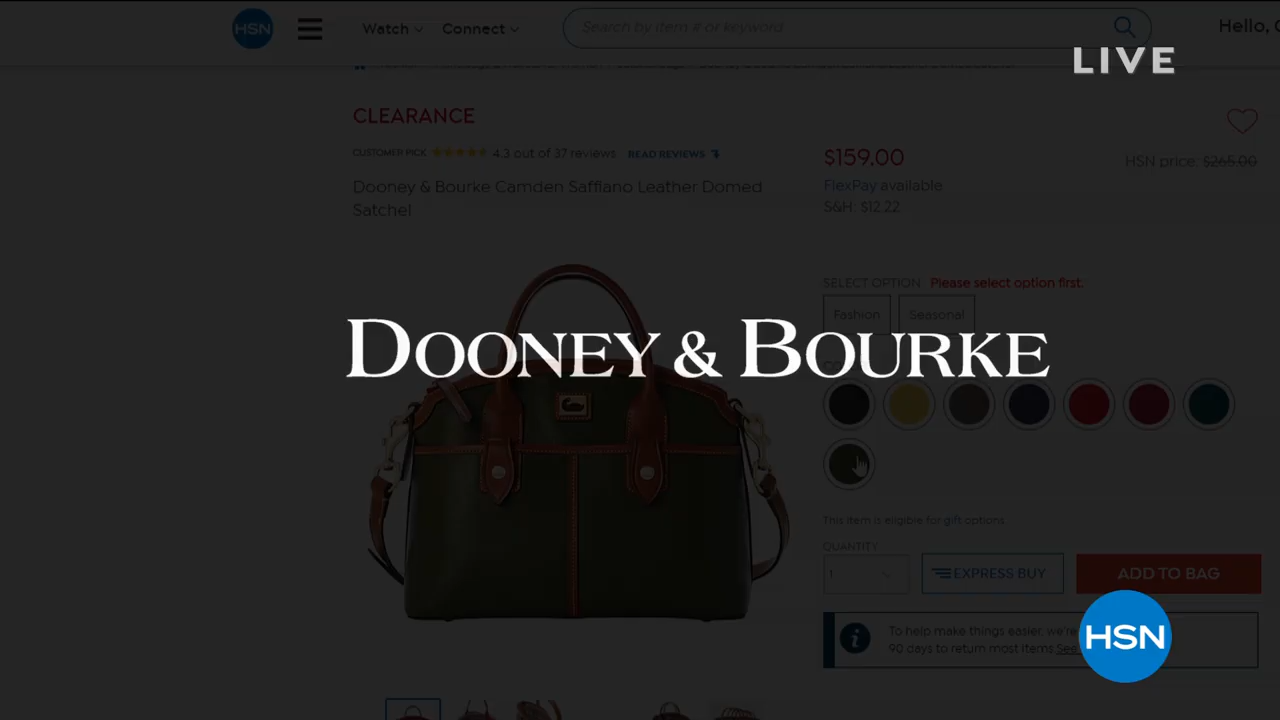 HSN
Watch
Connect
Search by item # or keyword
Hello,
LIVE
CLEARANCE
CUSTOMER PICK
4.3 out of 37 reviews
READ REVIEWS
$159.00
HSN price: $265.00
Dooney & Bourke Camden Saffiano Leather Domed
Satchel
FlexPay available
S&H: $12.22
SELECT OPTION: Please select option first.
Fashion
Seasonal
DOONEY & BOURKE
This item is eligible for gift options
QUANTITY
1
EXPRESS BUY
ADD TO BAG
To help make things easier, we're
90 days to return most items. See
HSN